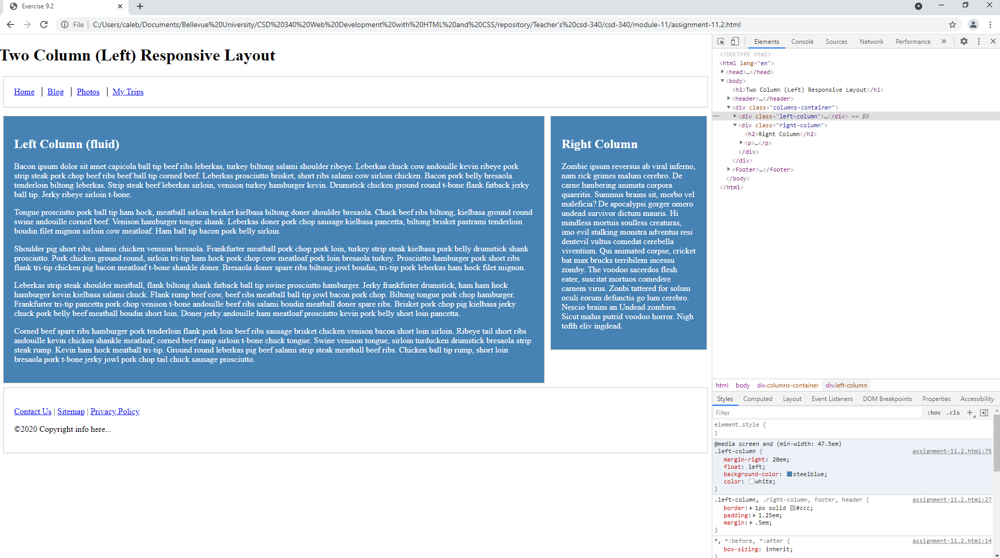 Exercise 9.2
File | C:/Users/caleb/Documents/Bellevue%20University/CSD%20340%20Web%20Development%20with%20HTML%20and%20CSS/repository/Teacher's%20csd-340/csd-340/module-11/assignment-11.2.html
Two Column (Left) Responsive Layout
Home | Blog | Photos | My Trips
Left Column (fluid)
Bacon ipsum dolor sit amet capicola ball tip beef ribs leberkas, turkey biltong salami shoulder ribeye. Leberkas chuck cow andouille kevin ribeye pork
strip steak pork chop beef ribs beef ball tip corned beef. Leberkas prosciutto brisket, short ribs salami cow sirloin chicken. Bacon pork belly bresaola
tenderloin biltong leberkas. Strip steak beef leberkas sirloin, venison turkey hamburger kevin. Drumstick chicken ground round t-bone flank fatback jerky
ball tip. Jerky ribeye sirloin t-bone.
Tongue prosciutto pork ball tip ham hock, meatball sirloin brisket kielbasa biltong doner shoulder bresaola. Chuck beef ribs biltong, kielbasa ground round
swine andouille corned beef. Venison hamburger tongue shank. Leberkas doner pork chop sausage kielbasa pancetta, biltong brisket pastrami tenderloin
boudin filet mignon sirloin cow meatloaf. Ham ball tip bacon pork belly sirloin.
Shoulder pig short ribs, salami chicken venison bresaola. Frankfurter meatball pork chop pork loin, turkey strip steak kielbasa pork belly drumstick shank
prosciutto. Pork chicken ground round, sirloin tri-tip ham hock pork chop cow meatloaf pork loin bresaola turkey. Prosciutto hamburger pork short ribs
flank tri-tip chicken pig bacon meatloaf t-bone shankle doner. Bresaola doner spare ribs biltong jowl boudin, tri-tip pork leberkas ham hock filet mignon.
Leberkas strip steak shoulder meatball, flank biltong shank fatback ball tip swine prosciutto hamburger. Jerky frankfurter drumstick, ham ham hock
hamburger kevin kielbasa salami chuck. Flank rump beef cow, beef ribs meatball ball tip jowl bacon pork chop. Biltong tongue pork chop hamburger.
Frankfurter tri-tip pancetta pork chop venison t-bone andouille beef ribs salami boudin meatball doner spare ribs. Brisket pork chop pig kielbasa jerky
chuck pork belly beef meatball boudin short loin. Doner jerky andouille ham meatloaf prosciutto kevin pork belly short loin pancetta.
Corned beef spare ribs hamburger pork tenderloin flank pork loin beef ribs sausage brisket chicken venison bacon short loin sirloin. Ribeye tail short ribs
andouille kevin chicken shankle meatloaf, corned beef rump sirloin t-bone chuck tongue. Swine venison tongue, sirloin turducken drumstick bresaola strip
steak rump. Kevin ham hock meatball tri-tip. Ground round leberkas pig beef salami strip steak meatball beef ribs. Chicken ball tip rump, short loin
bresaola pork t-bone jerky jowl pork chop tail chuck sausage prosciutto.
Right Column
Zombie ipsum reversus ab viral inferno,
nam rick grimes malum cerebro. De
carne lumbering animata corpora
quaeritis. Summus brains sit, morbo vel
maleficia? De apocalypsi gorger omero
undead survivor dictum mauris. Hi
mindless mortuis soulless creaturas,
imo evil stalking monstra adventus resi
dentevil vultus comedat cerebella
viventium. Qui animated corpse, cricket
bat max brucks terribilem incessu
zomby. The voodoo sacerdos flesh
eater, suscitat mortuos comedere
carnem virus. Zonbi tattered for solum
oculi eorum defunctis go lum cerebro.
Nescio brains an Undead zombies.
Sicut malus putrid voodoo horror. Nigh
tofth eliv ingdead.
Contact Us | Sitemap | Privacy Policy
©2020 Copyright info here...
Elements Console Sources Network Performance »
<!DOCTYPE html>
<html lang="en">
<head>…</head>
<body>
<h1>Two Column (Left) Responsive Layout</h1>
<header>…</header>
<div class="columns-container">
<div class="left-column">…</div> == $0
<div class="right-column">
<h2>Right Column</h2>
<p>…</p>
</div>
</div>
<footer>…</footer>
</body>
</html>
html body div.columns-container div.left-column
Styles Computed Layout Event Listeners DOM Breakpoints Properties Accessibility
Filter :hov .cls +
element.style {
}
@media screen and (min-width: 47.5em)
.left-column { assignment-11.2.html:75
margin-right: 20em;
float: left;
background-color: steelblue;
color: white;
}
.left-column, .right-column, footer, header { assignment-11.2.html:27
border: 1px solid #ccc;
padding: 1.25em;
margin: .5em;
}
*, *:before, *:after { assignment-11.2.html:14
box-sizing: inherit;
}